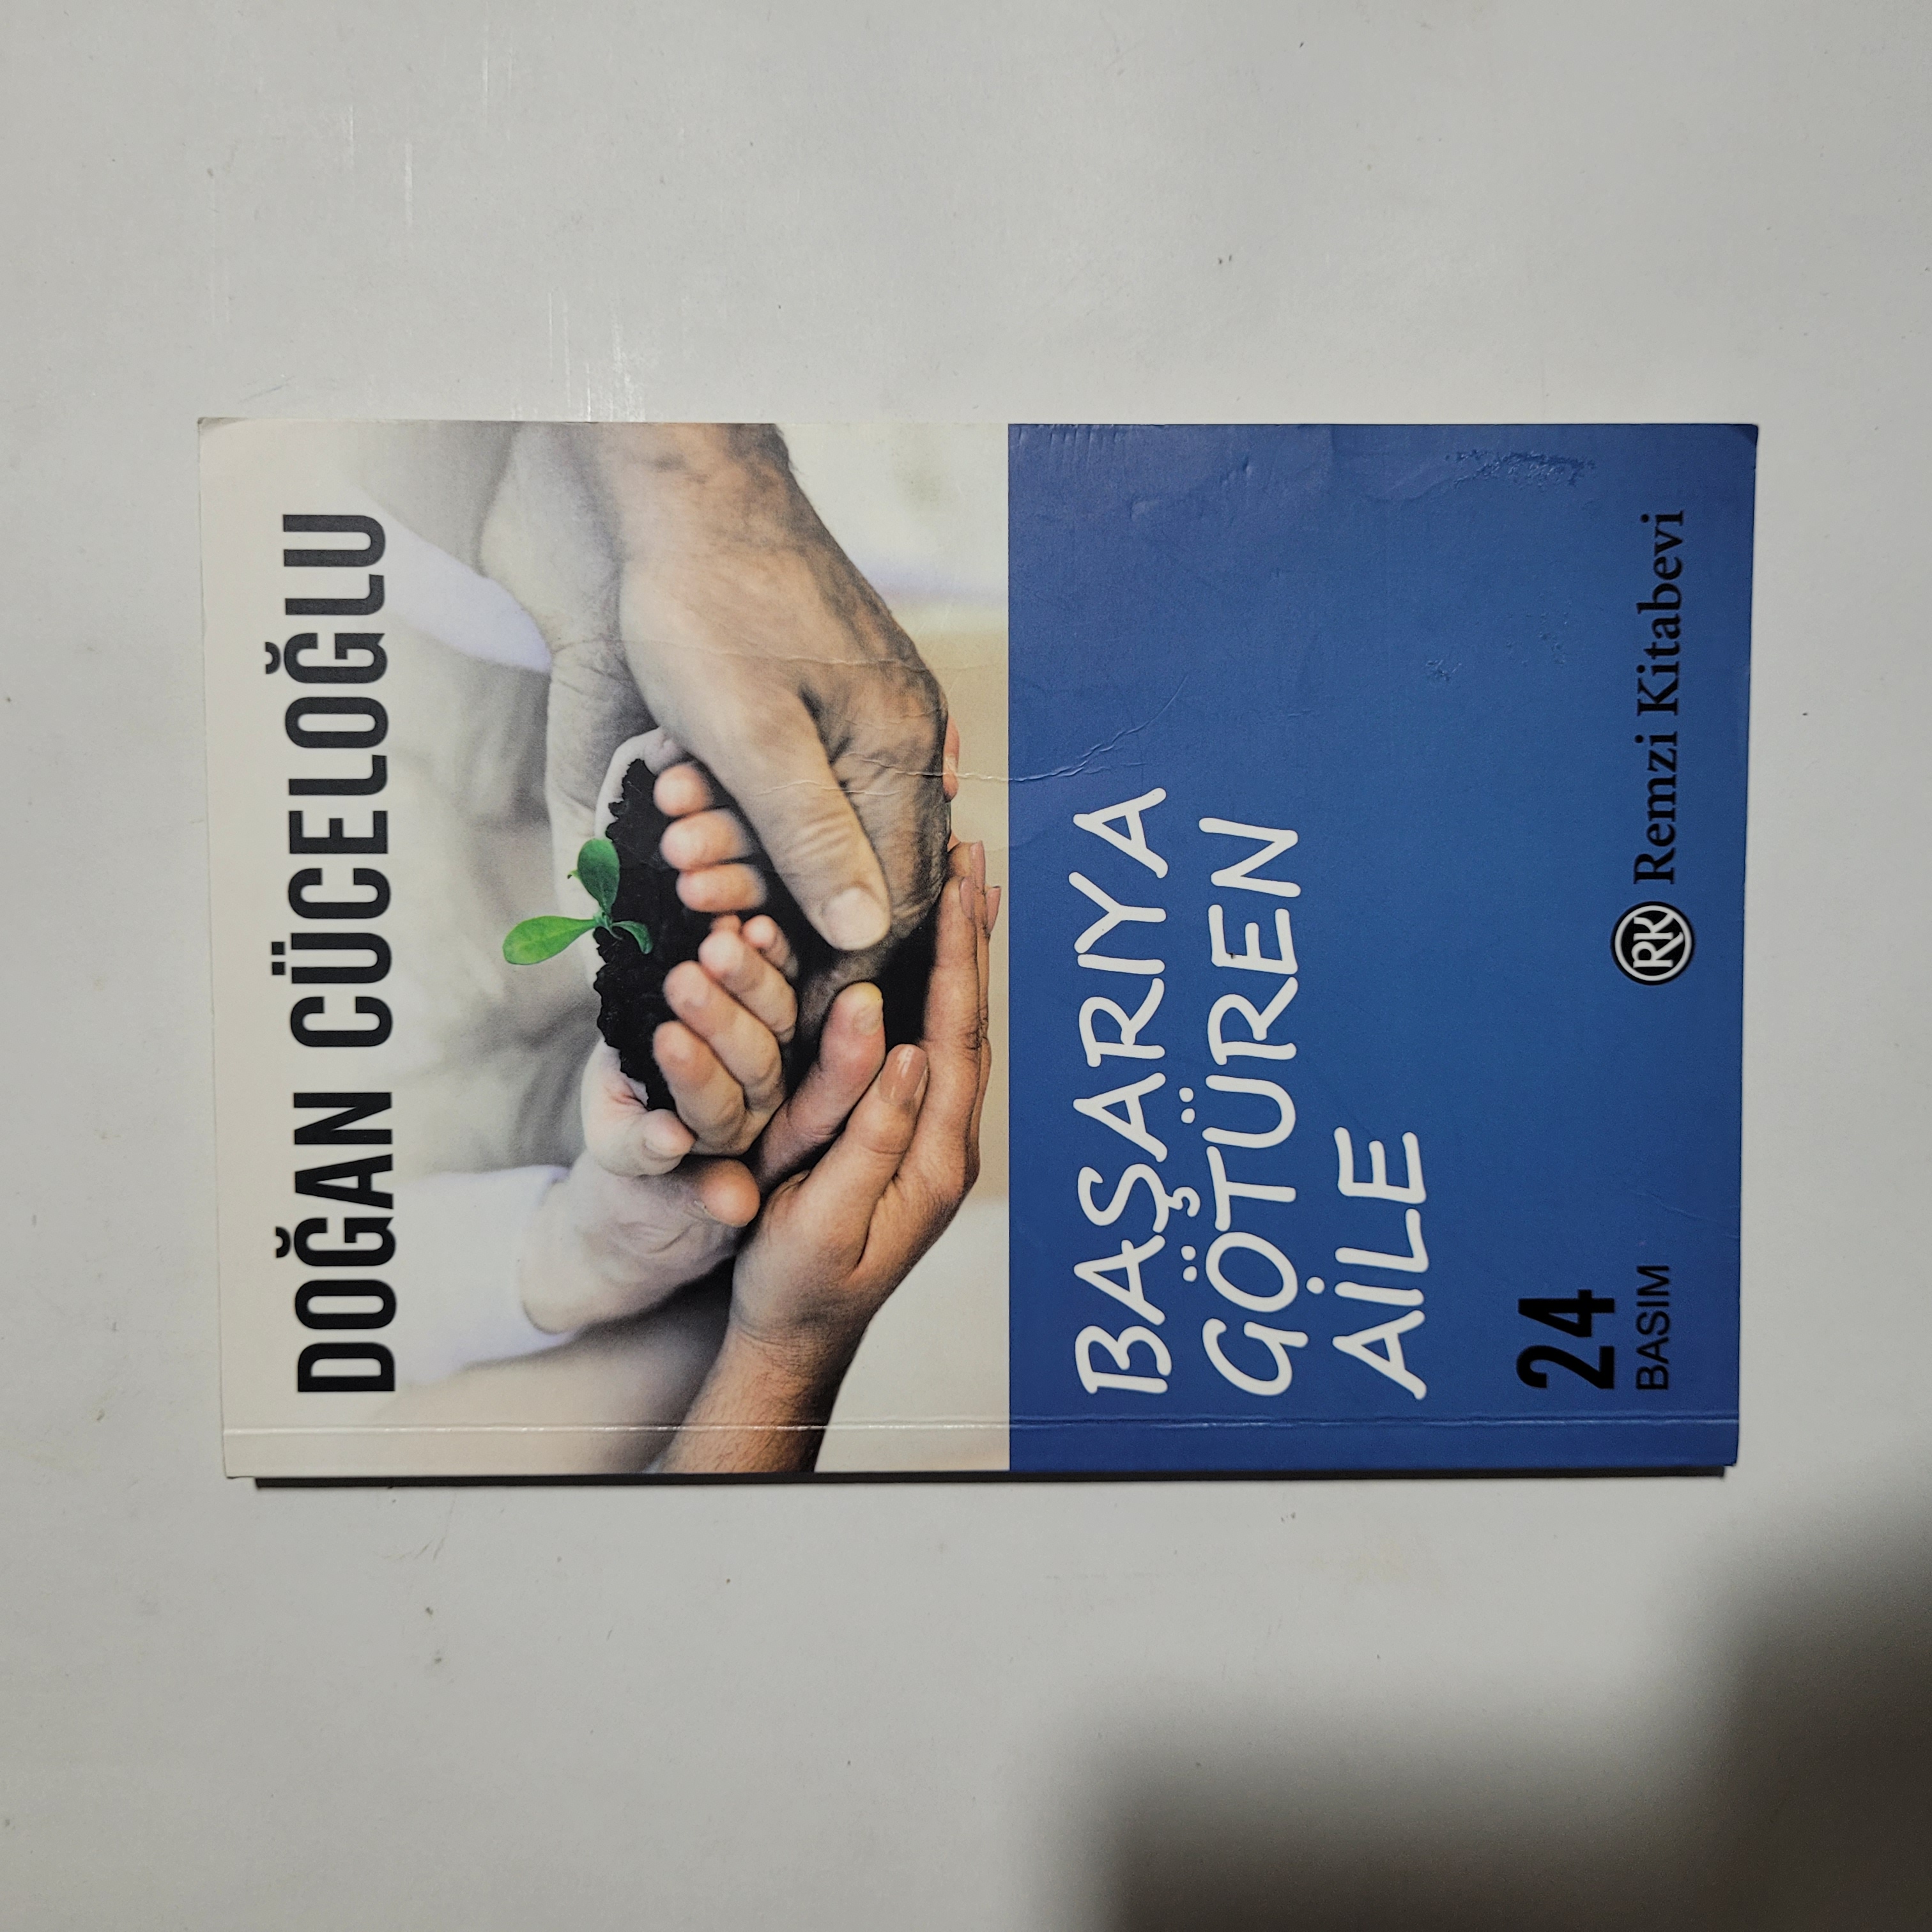 DOĞAN CÜCELOĞLU
BAŞARIYA
GÖTÜREN
AİLE
24
BASIM
RK Remzi Kitabevi